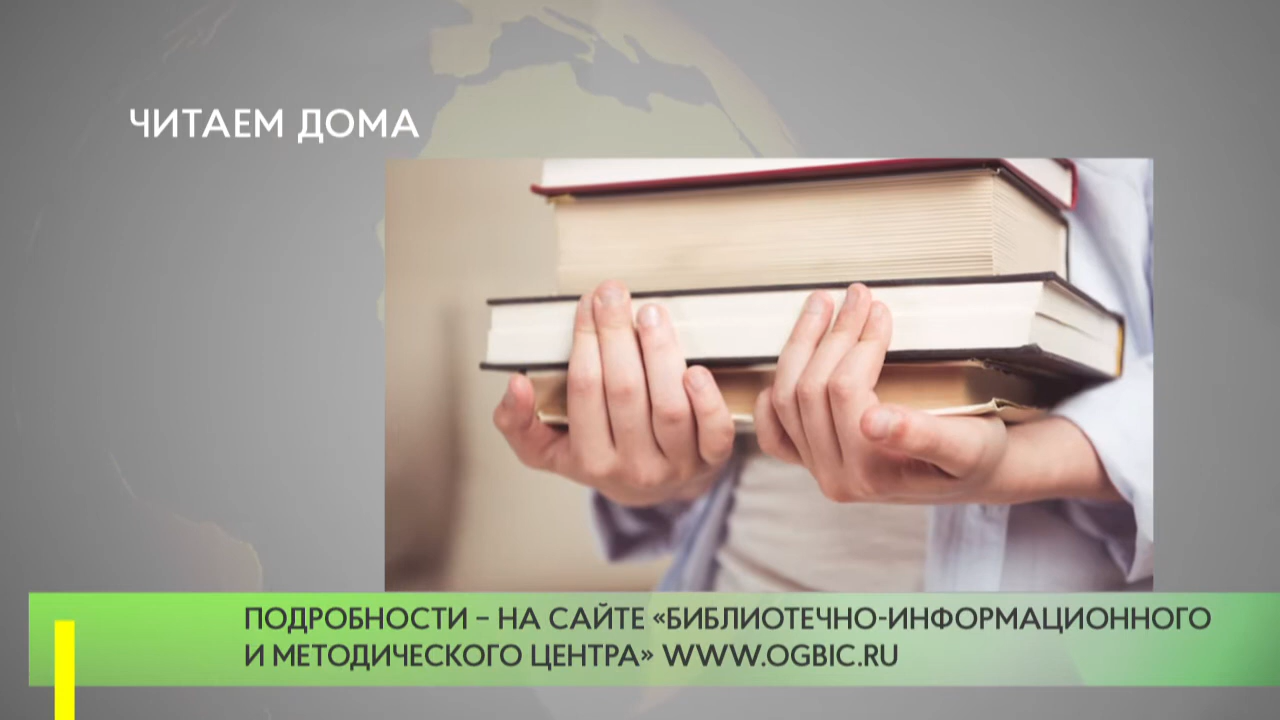 ЧИТАЕМ ДОМА
ПОДРОБНОСТИ – НА САЙТЕ «БИБЛИОТЕЧНО-ИНФОРМАЦИОННОГО
И МЕТОДИЧЕСКОГО ЦЕНТРА» WWW.OGBIC.RU